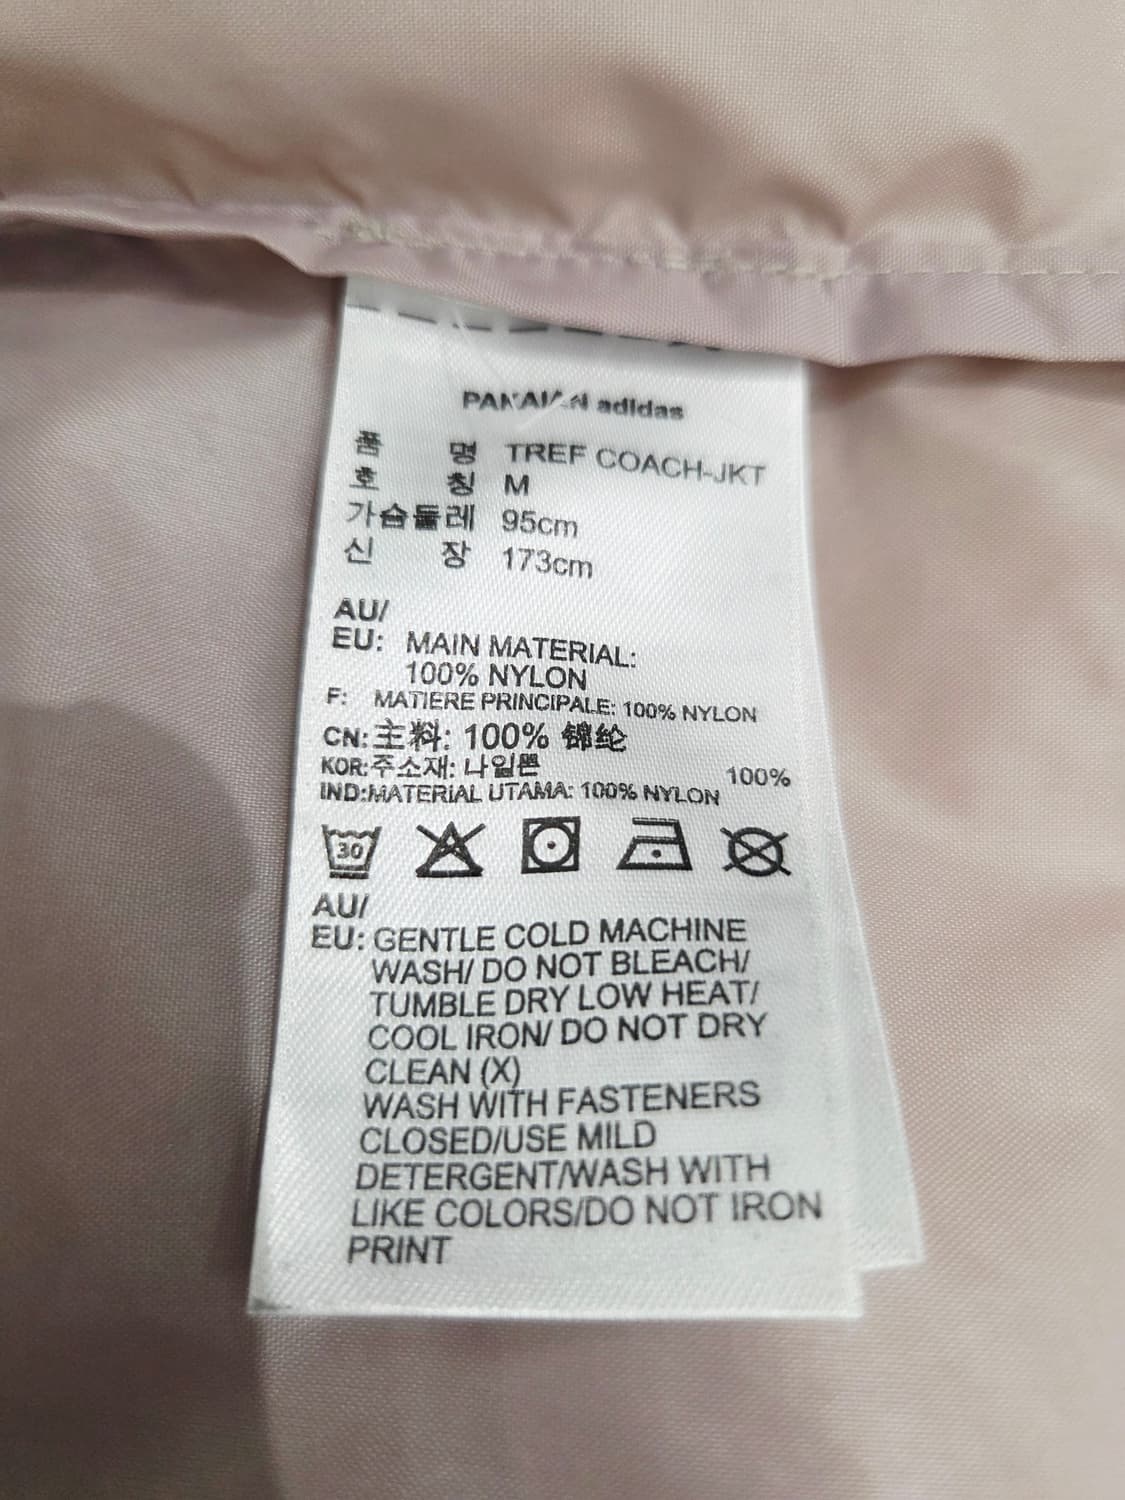 adidas
품 명 TREF COACH-JKT
호 칭 M
가슴둘레 95cm
신 장 173cm
AU/
EU: MAIN MATERIAL:
100% NYLON
F: MATIERE PRINCIPALE: 100% NYLON
CN:主料: 100% 锦纶
KOR:주소재: 나일론 100%
IND:MATERIAL UTAMA: 100% NYLON
30
AU/
EU: GENTLE COLD MACHINE
WASH/ DO NOT BLEACH/
TUMBLE DRY LOW HEAT/
COOL IRON/ DO NOT DRY
CLEAN (X)
WASH WITH FASTENERS
CLOSED/USE MILD
DETERGENT/WASH WITH
LIKE COLORS/DO NOT IRON
PRINT